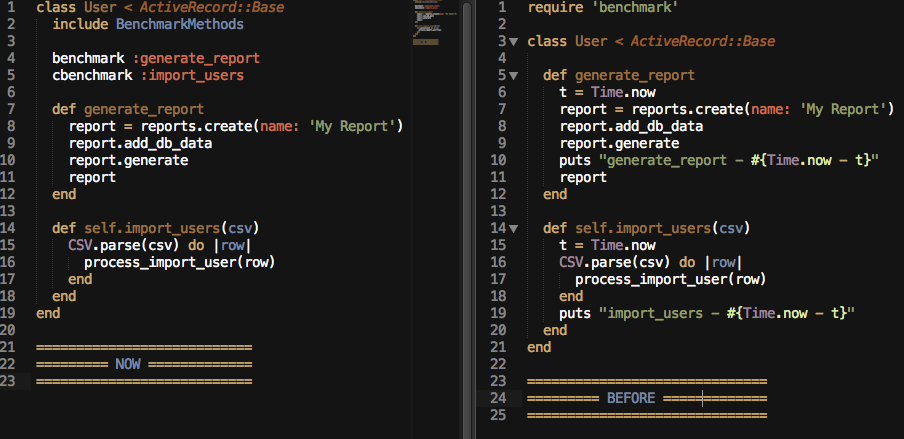 1 class User < ActiveRecord::Base
2   include BenchmarkMethods
3
4   benchmark :generate_report
5   cbenchmark :import_users
6
7   def generate_report
8     report = reports.create(name: 'My Report')
9     report.add_db_data
10     report.generate
11     report
12   end
13
14   def self.import_users(csv)
15     CSV.parse(csv) do |row|
16       process_import_user(row)
17     end
18   end
19 end
20
21 ===========================
22 ========= NOW =============
23 ===========================
1 require 'benchmark'
2
3 class User < ActiveRecord::Base
4
5   def generate_report
6     t = Time.now
7     report = reports.create(name: 'My Report')
8     report.add_db_data
9     report.generate
10     puts "generate_report - #{Time.now - t}"
11     report
12   end
13
14   def self.import_users(csv)
15     t = Time.now
16     CSV.parse(csv) do |row|
17       process_import_user(row)
18     end
19     puts "import_users - #{Time.now - t}"
20   end
21 end
22
23 ==============================
24 ========= BEFORE =============
25 ==============================